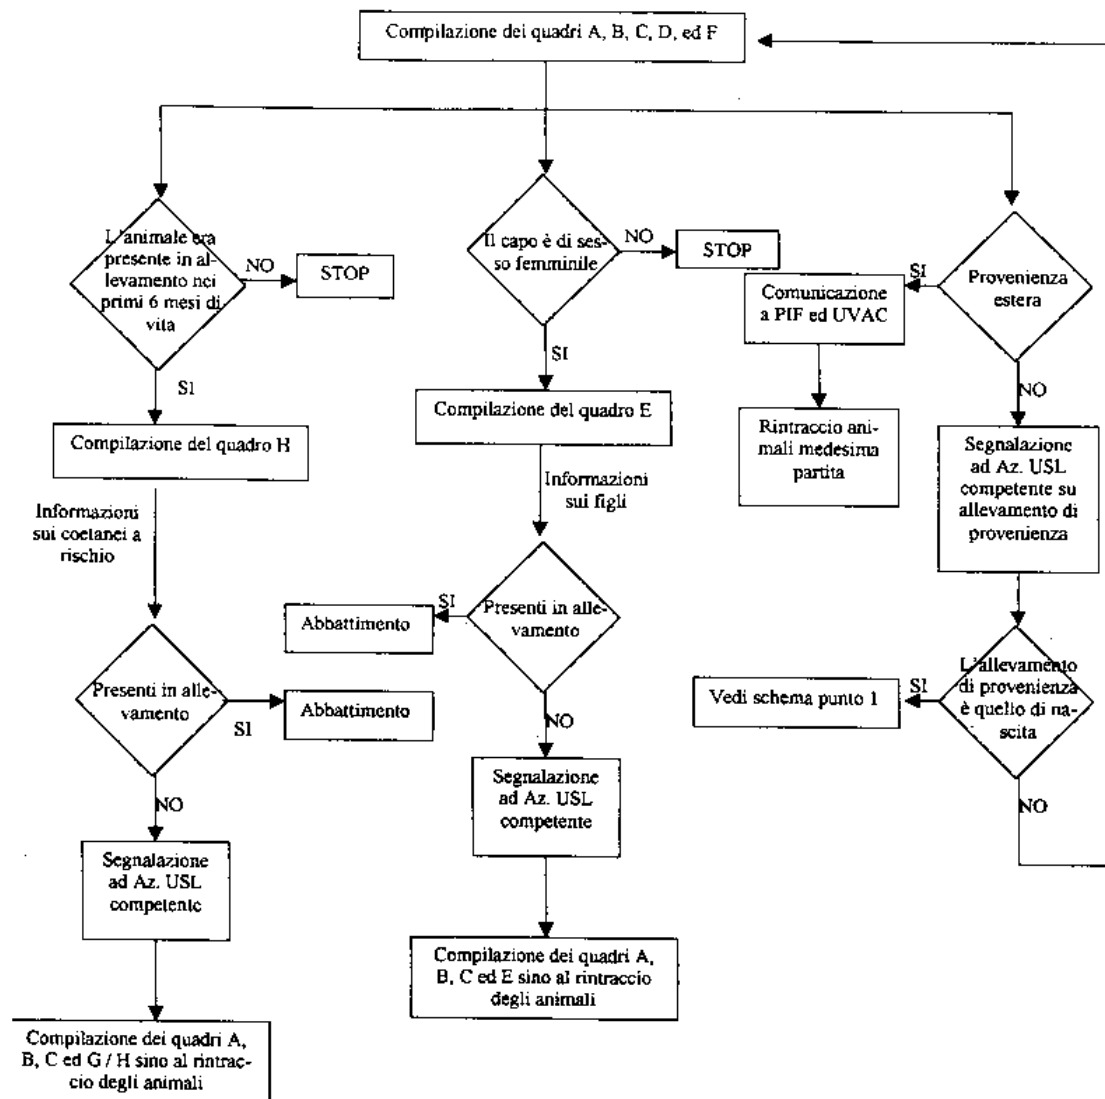 Compilazione dei quadri A, B, C, D, ed F
L'animale era
presente in al-
levamento nei
primi 6 mesi di
vita
NO
STOP
SI
Compilazione del quadro H
Informazioni
sui coetanei a
rischio
Presenti in alle-
vamento
SI
Abbattimento
NO
Segnalazione
ad Az. USL
competente
Compilazione dei quadri A,
B, C ed G / H sino al rintrac-
cio degli animali
Il capo è di ses-
so femminile
NO
STOP
SI
Compilazione del quadro E
Informazioni
sui figli
Presenti in alle-
vamento
SI
Abbattimento
NO
Segnalazione
ad Az. USL
competente
Compilazione dei quadri A,
B, C ed E sino al rintraccio
degli animali
Provenienza
estera
SI
Comunicazione
a PIF ed UVAC
Rintraccio ani-
mali medesima
partita
NO
Segnalazione
ad Az. USL
competente su
allevamento di
provenienza
L'allevamento
di provenienza
è quello di na-
scita
SI
Vedi schema punto 1
NO